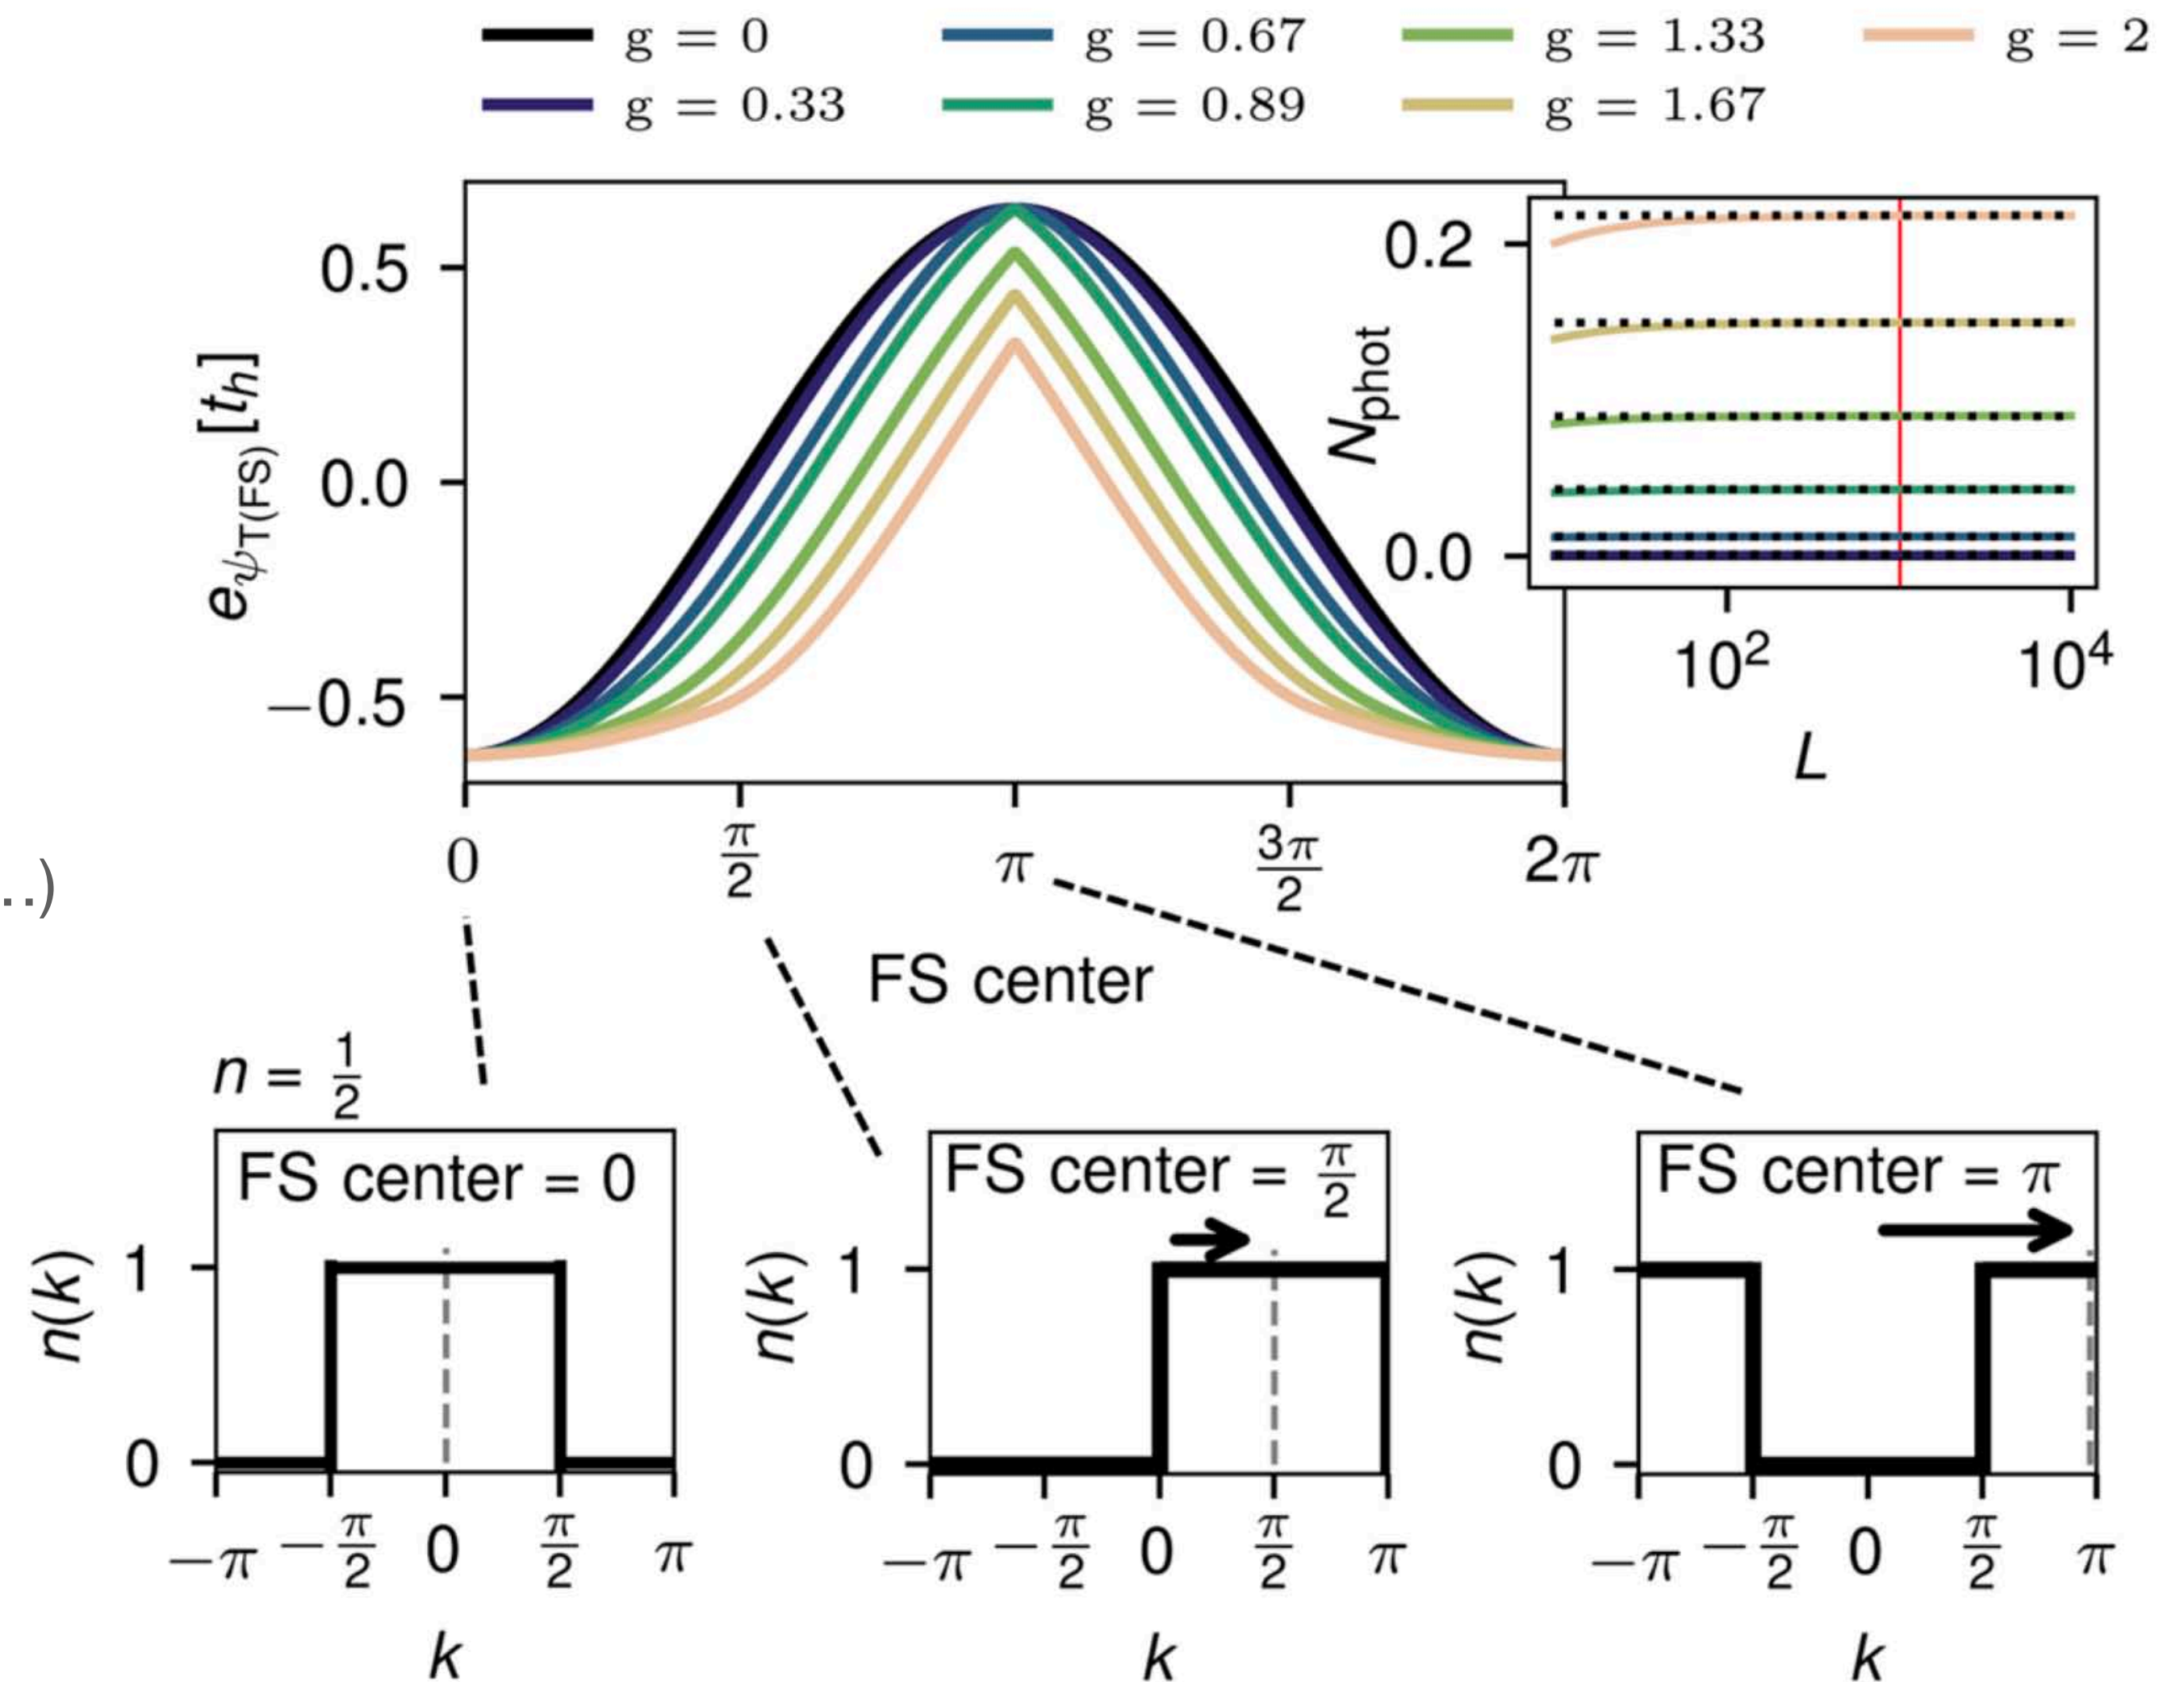 g = 0
g = 0.67
g = 1.33
g = 2
g = 0.33
g = 0.89
g = 1.67
e_{ψ_{T(FS)}} [t_h]
0.5
0.0
−0.5
0
π/2
π
3π/2
2π
FS center
N_{phot}
0.2
0.0
10^2
10^4
L
..)
n = 1/2
FS center = 0
n(k)
1
0
−π −π/2 0 π/2 π
k
FS center = π/2
n(k)
1
0
−π −π/2 0 π/2 π
k
FS center = π
n(k)
1
0
−π −π/2 0 π/2 π
k